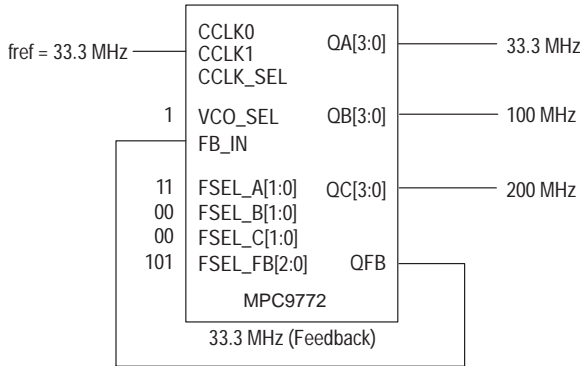 fref = 33.3 MHz
CCLK0
CCLK1
CCLK_SEL
QA[3:0]
33.3 MHz
1
VCO_SEL
QB[3:0]
100 MHz
FB_IN
11
FSEL_A[1:0]
QC[3:0]
200 MHz
00
FSEL_B[1:0]
00
FSEL_C[1:0]
101
FSEL_FB[2:0]
QFB
MPC9772
33.3 MHz (Feedback)